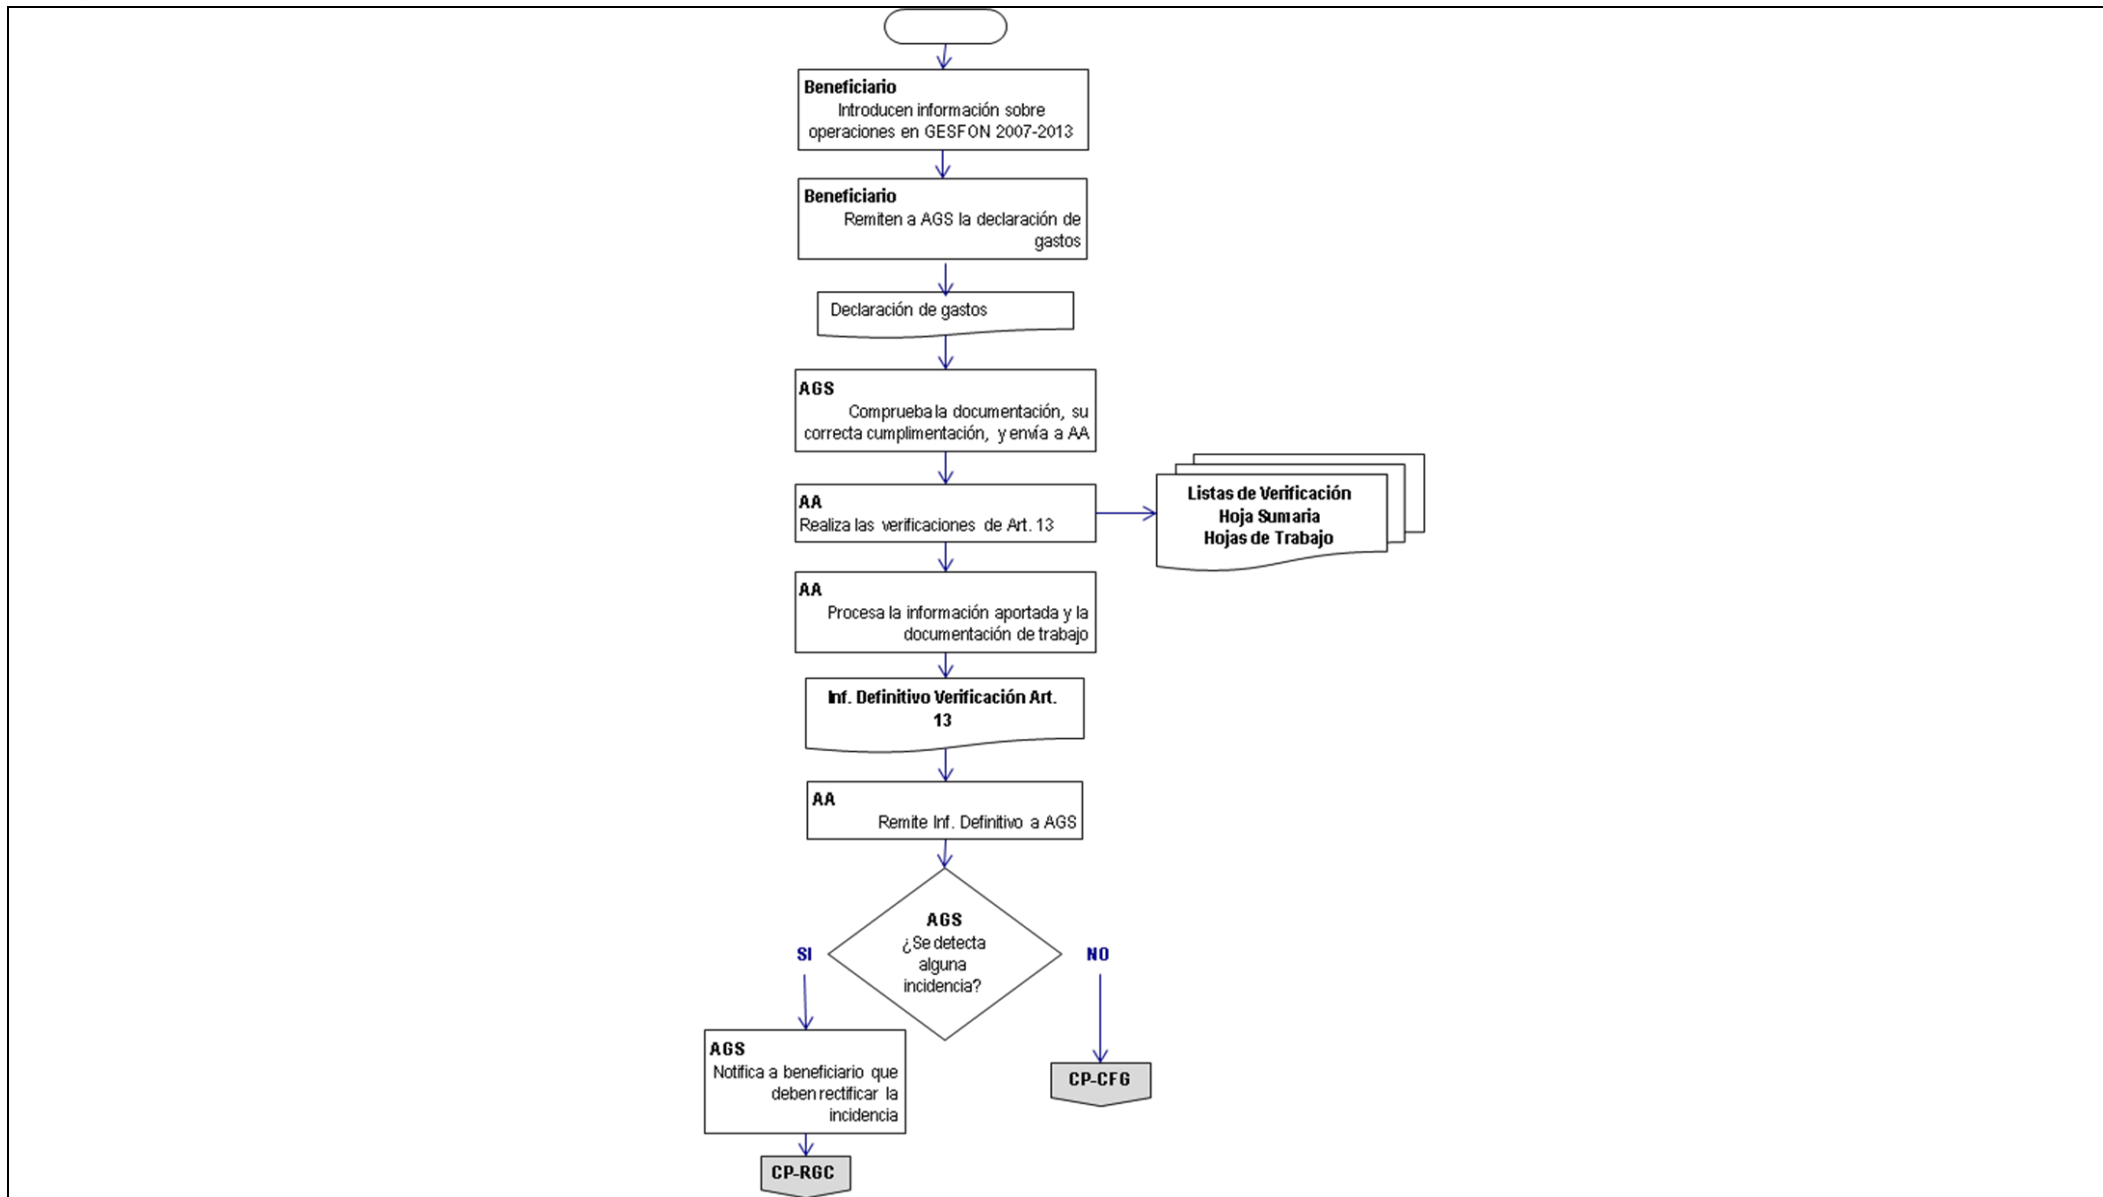 Beneficiario
Introducen información sobre
operaciones en GESFON 2007-2013
Beneficiario
Remiten a AGS la declaración de
gastos
Declaración de gastos
AGS
Comprueba la documentación, su
correcta cumplimentación, y envía a AA
AA
Realiza las verificaciones de Art. 13
Listas de Verificación
Hoja Sumaria
Hojas de Trabajo
AA
Procesa la información aportada y la
documentación de trabajo
Inf. Definitivo Verificación Art.
13
AA
Remite Inf. Definitivo a AGS
AGS
¿Se detecta
alguna
incidencia?
SI
NO
AGS
Notifica a beneficiario que
deben rectificar la
incidencia
CP-CFG
CP-RGC